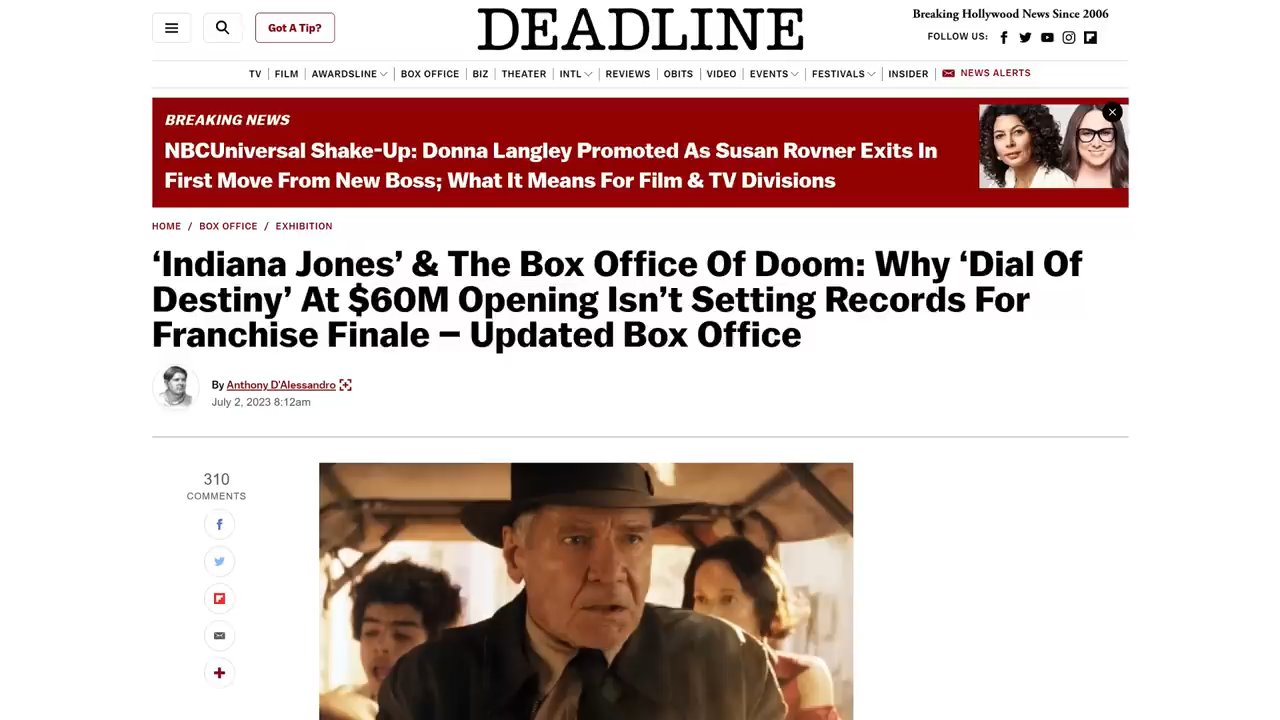 Got A Tip?
DEADLINE
Breaking Hollywood News Since 2006
FOLLOW US:
TV | FILM | AWARDSLINE | BOX OFFICE | BIZ | THEATER | INTL | REVIEWS | OBITS | VIDEO | EVENTS | FESTIVALS | INSIDER | NEWS ALERTS
BREAKING NEWS
NBCUniversal Shake-Up: Donna Langley Promoted As Susan Rovner Exits In
First Move From New Boss; What It Means For Film & TV Divisions
HOME / BOX OFFICE / EXHIBITION
‘Indiana Jones’ & The Box Office Of Doom: Why ‘Dial Of
Destiny’ At $60M Opening Isn’t Setting Records For
Franchise Finale – Updated Box Office
By Anthony D'Alessandro
July 2, 2023 8:12am
310
COMMENTS